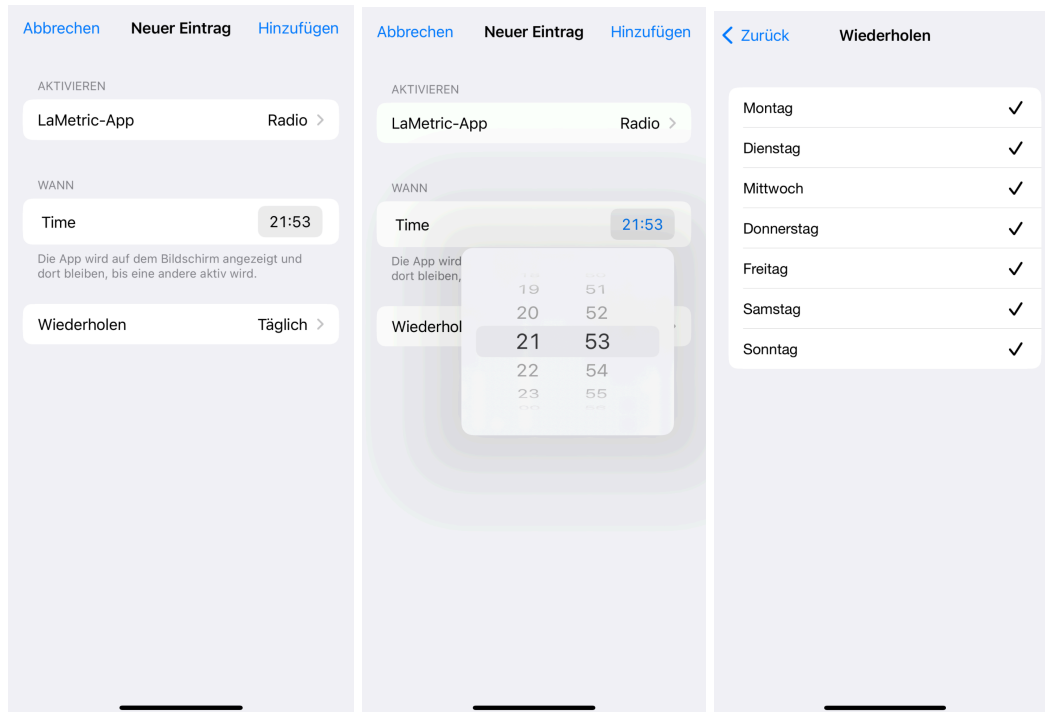 Abbrechen Neuer Eintrag Hinzufügen
AKTIVIEREN
LaMetric-App Radio
WANN
Time 21:53
Die App wird auf dem Bildschirm angezeigt und
dort bleiben, bis eine andere aktiv wird.
Wiederholen Täglich
Abbrechen Neuer Eintrag Hinzufügen
AKTIVIEREN
LaMetric-App Radio
WANN
Time 21:53
Die App wird
dort bleiben,
Wiederhol
19 51
20 52
21 53
22 54
23 55
Zurück Wiederholen
Montag
Dienstag
Mittwoch
Donnerstag
Freitag
Samstag
Sonntag